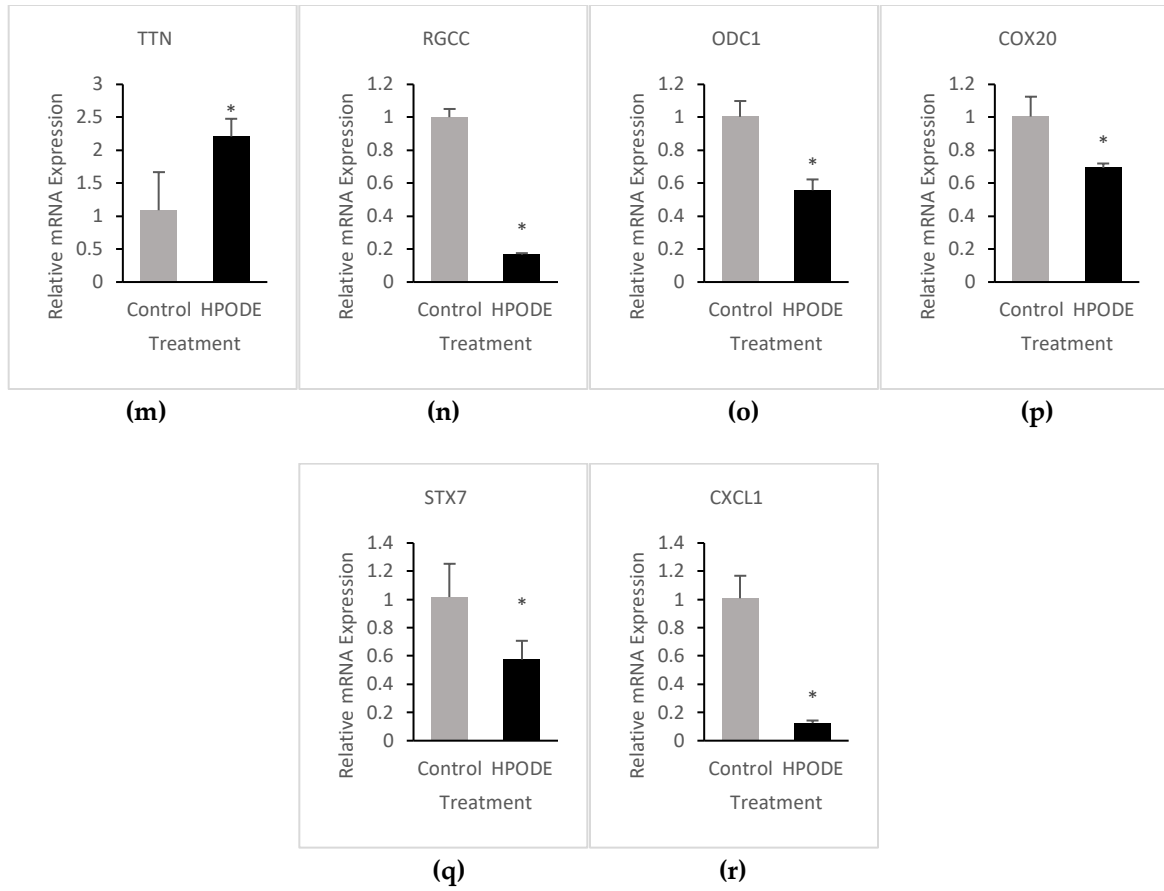 TTN
Relative mRNA Expression
3
2.5
2
1.5
1
0.5
0
*
Control HPODE
Treatment
(m)
RGCC
Relative mRNA Expression
1.2
1
0.8
0.6
0.4
0.2
0
*
Control HPODE
Treatment
(n)
ODC1
Relative mRNA Expression
1.2
1
0.8
0.6
0.4
0.2
0
*
Control HPODE
Treatment
(o)
COX20
Relative mRNA Expression
1.2
1
0.8
0.6
0.4
0.2
0
*
Control HPODE
Treatment
(p)
STX7
Relative mRNA Expression
1.4
1.2
1
0.8
0.6
0.4
0.2
0
*
Control HPODE
Treatment
(q)
CXCL1
Relative mRNA Expression
1.4
1.2
1
0.8
0.6
0.4
0.2
0
*
Control HPODE
Treatment
(r)